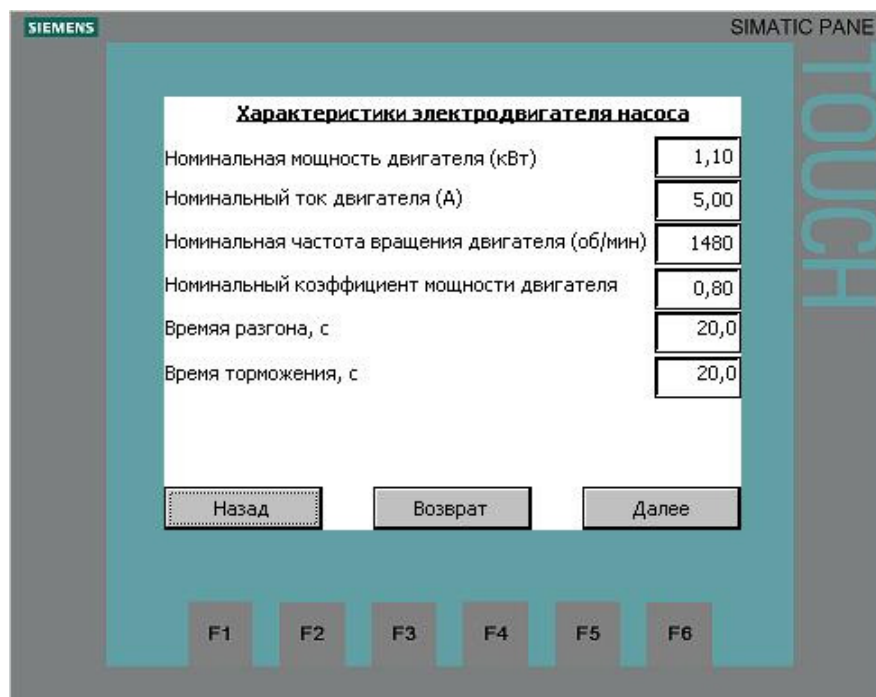 SIEMENS
SIMATIC PANE
TOUCH
Характеристики электродвигателя насоса
Номинальная мощность двигателя (кВт) 1,10
Номинальный ток двигателя (А) 5,00
Номинальная частота вращения двигателя (об/мин) 1480
Номинальный коэффициент мощности двигателя 0,80
Времяя разгона, с 20,0
Время торможения, с 20,0
Назад Возврат Далее
F1 F2 F3 F4 F5 F6